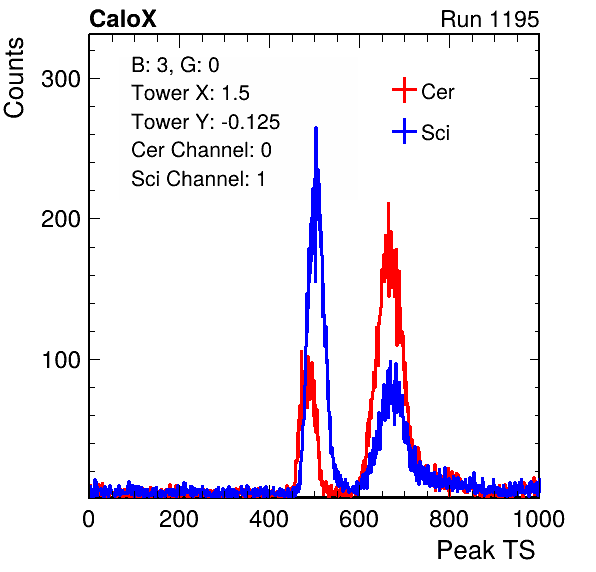 CaloX Run 1195
Counts
B: 3, G: 0
Tower X: 1.5
Tower Y: -0.125
Cer Channel: 0
Sci Channel: 1
Cer
Sci
300
200
100
0 200 400 600 800 1000
Peak TS